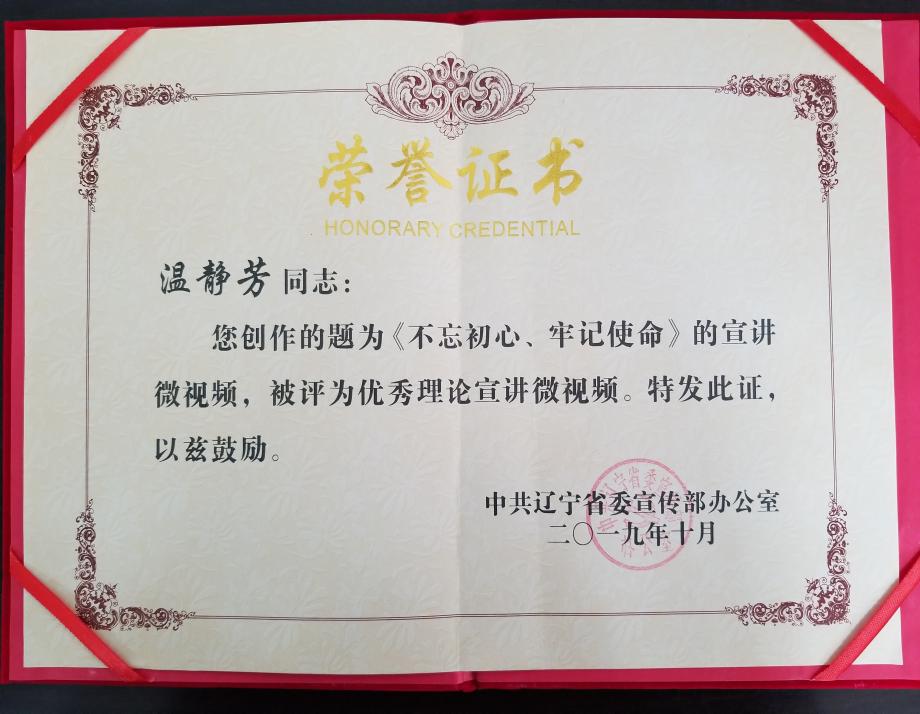 荣誉证书
HONORARY CREDENTIAL
温静芳同志：
您创作的题为《不忘初心、牢记使命》的宣讲
微视频，被评为优秀理论宣讲微视频。特发此证，
以兹鼓励。
中共辽宁省委宣传部办公室
二〇一九年十月